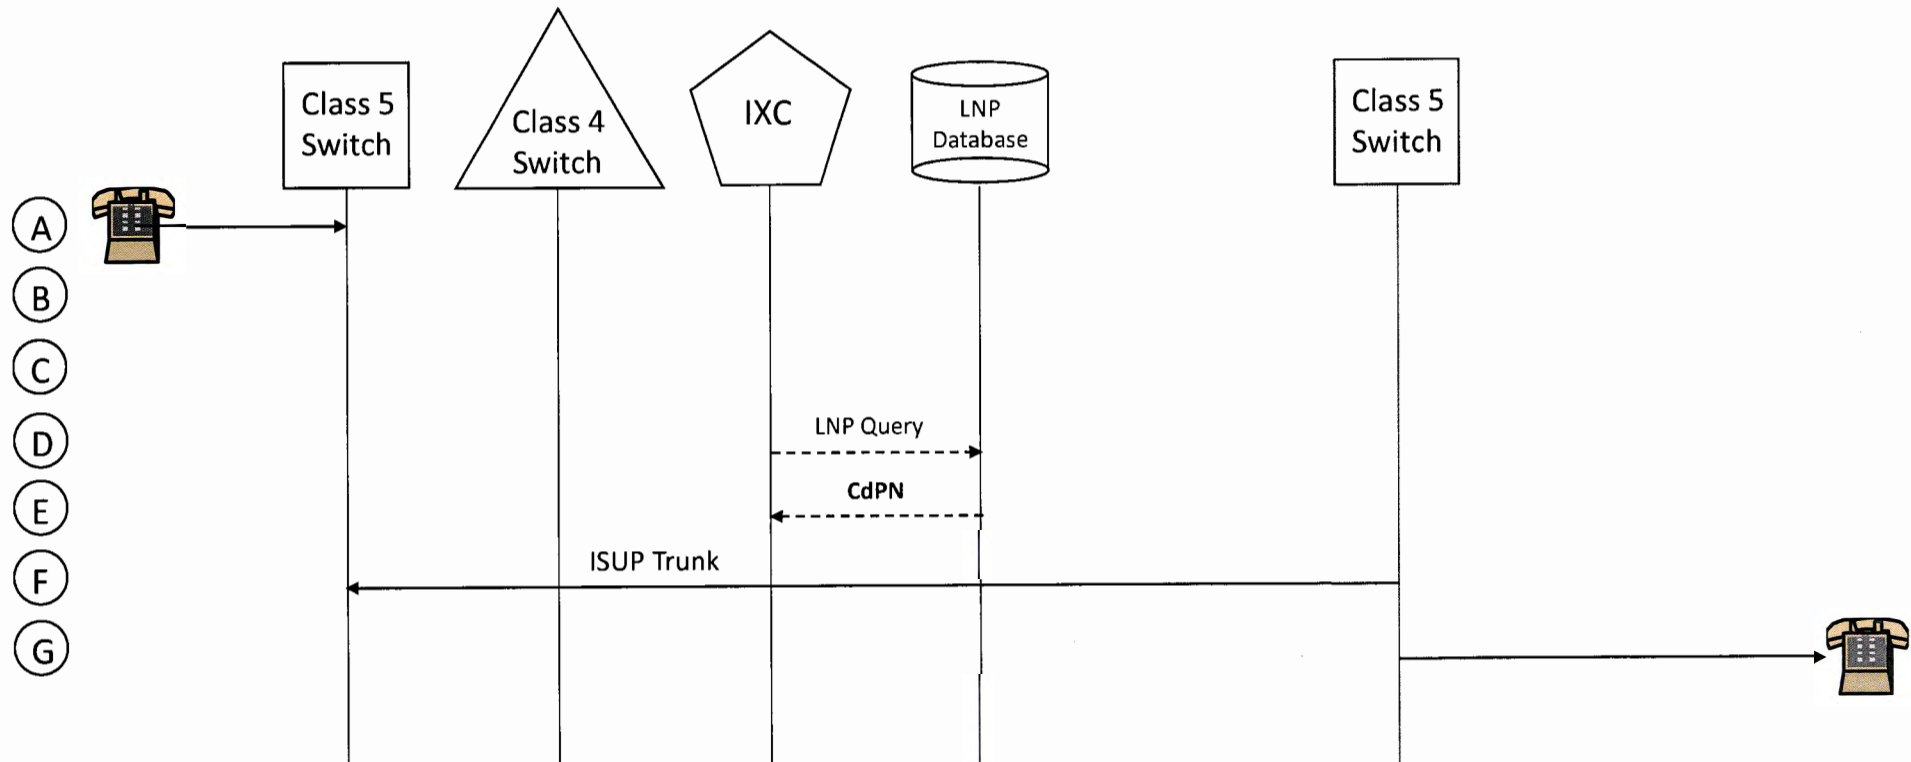 Class 5
Switch
Class 4
Switch
IXC
LNP
Database
Class 5
Switch
A
B
C
D
LNP Query
E
CdPN
F
ISUP Trunk
G